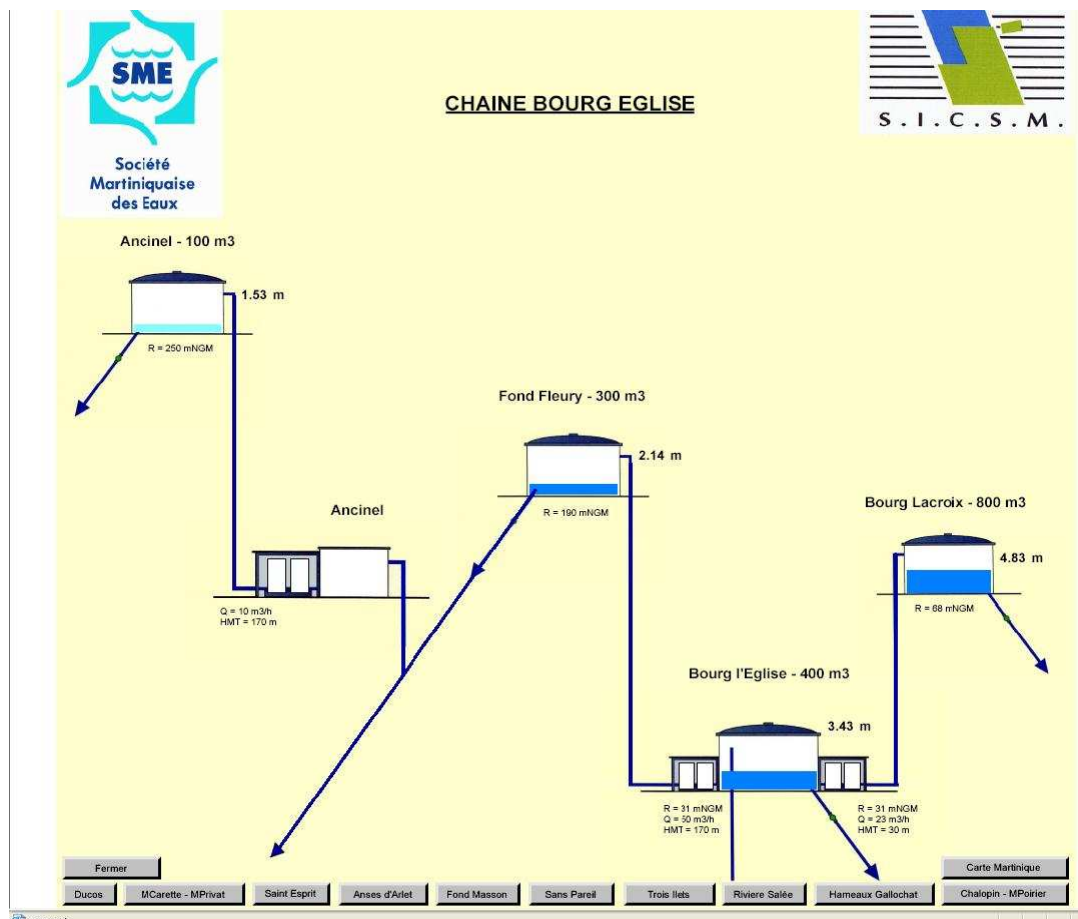 SME
Société
Martiniquaise
des Eaux
CHAINE BOURG EGLISE
S.I.C.S.M.
Ancinel - 100 m3
1.53 m
R = 250 mNGM
Fond Fleury - 300 m3
2.14 m
R = 190 mNGM
Ancinel
Q = 10 m3/h
HMT = 170 m
Bourg Lacroix - 800 m3
4.83 m
R = 68 mNGM
Bourg l'Eglise - 400 m3
3.43 m
R = 31 mNGM
Q = 50 m3/h
HMT = 170 m
R = 31 mNGM
Q = 23 m3/h
HMT = 30 m
Fermer
Carte Martinique
Ducos
MCarette - MPrivat
Saint Esprit
Anses d'Arlet
Fond Masson
Sans Pareil
Trois Ilets
Riviere Salée
Hameaux Gallochat
Chalopin - MPoirier